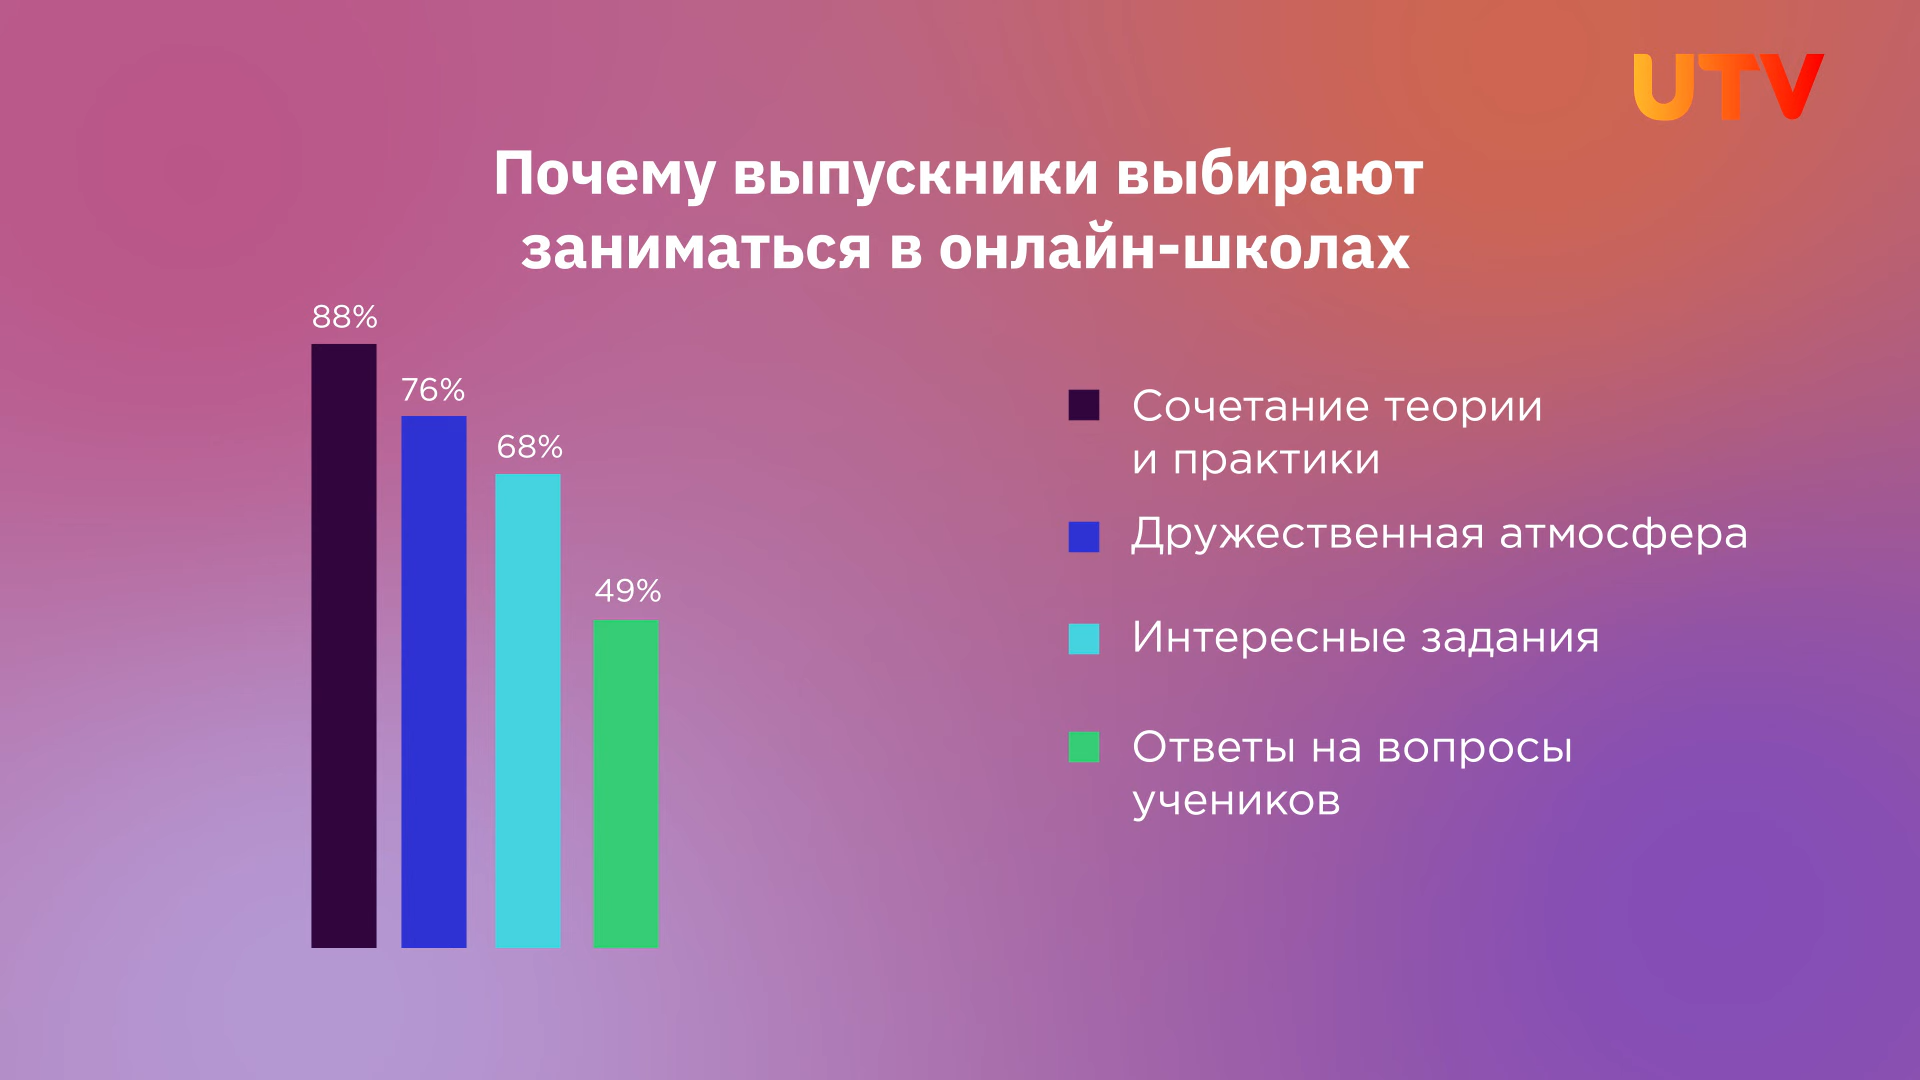 UTV
Почему выпускники выбирают
заниматься в онлайн-школах
88%
76%
68%
49%
Сочетание теории
и практики
Дружественная атмосфера
Интересные задания
Ответы на вопросы
учеников